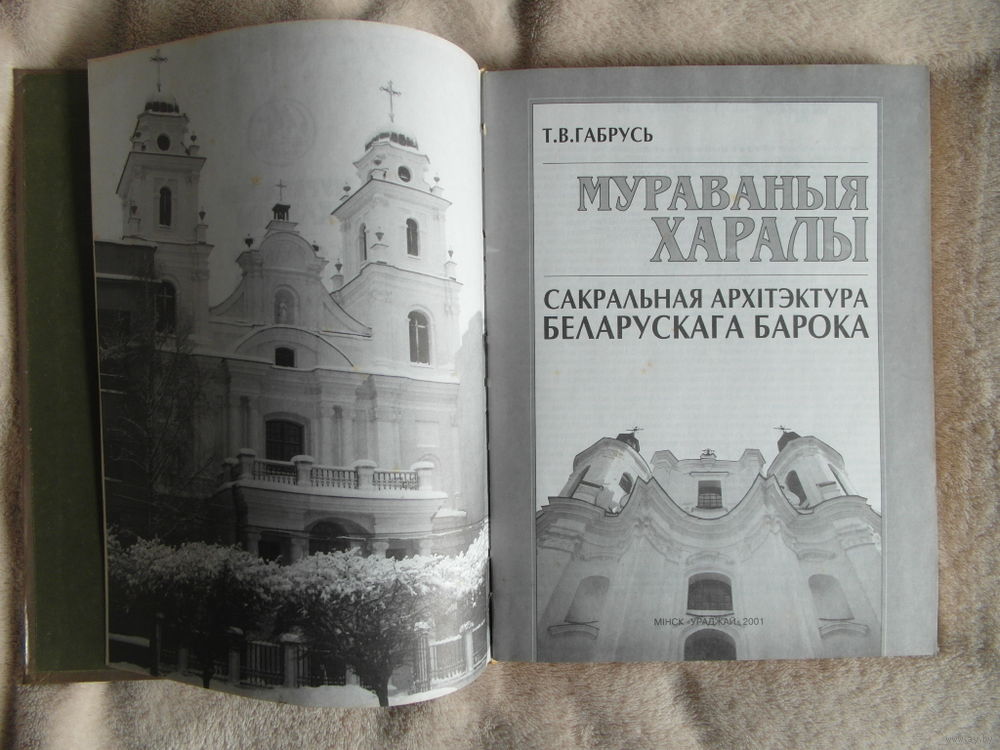 Т.В.ГАБРУСЬ
МУРАВАНЫЯ
ХАРАЛЫ
САКРАЛЬНАЯ АРХІТЭКТУРА
БЕЛАРУСКАГА БАРОКА
МІНСК «УРАДЖАЙ» 2001